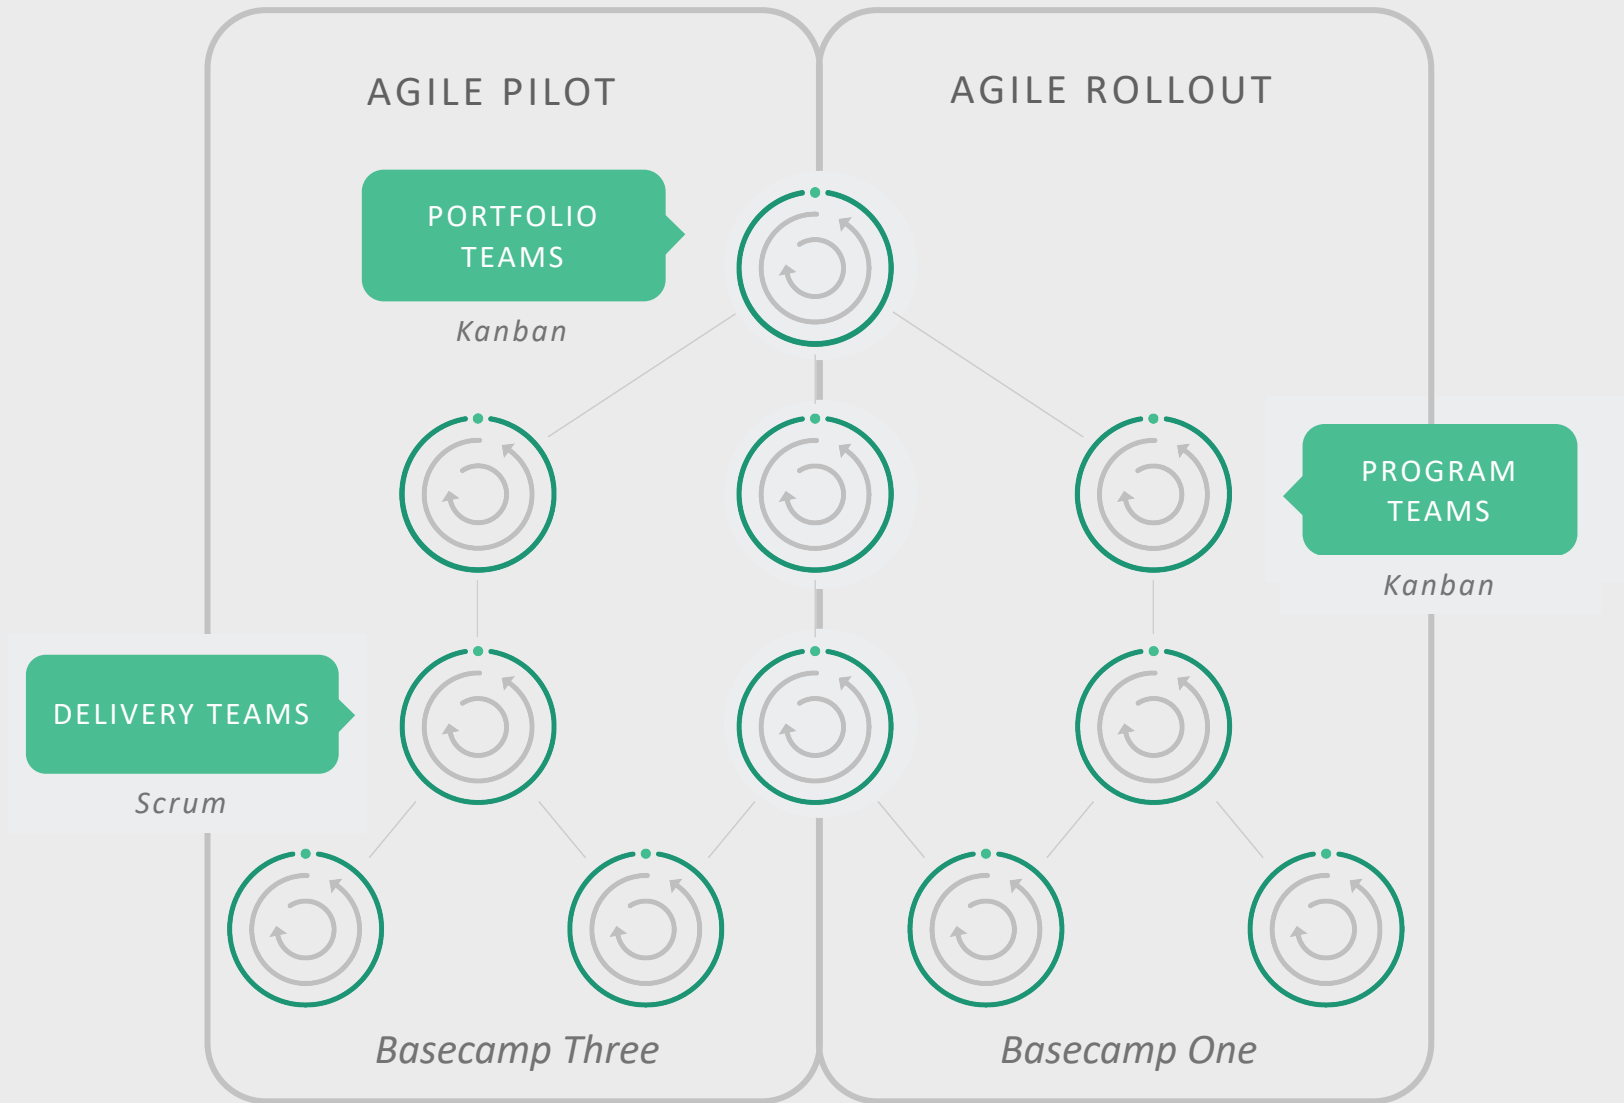 AGILE PILOT
AGILE ROLLOUT
PORTFOLIO
TEAMS
Kanban
PROGRAM
TEAMS
Kanban
DELIVERY TEAMS
Scrum
Basecamp Three
Basecamp One